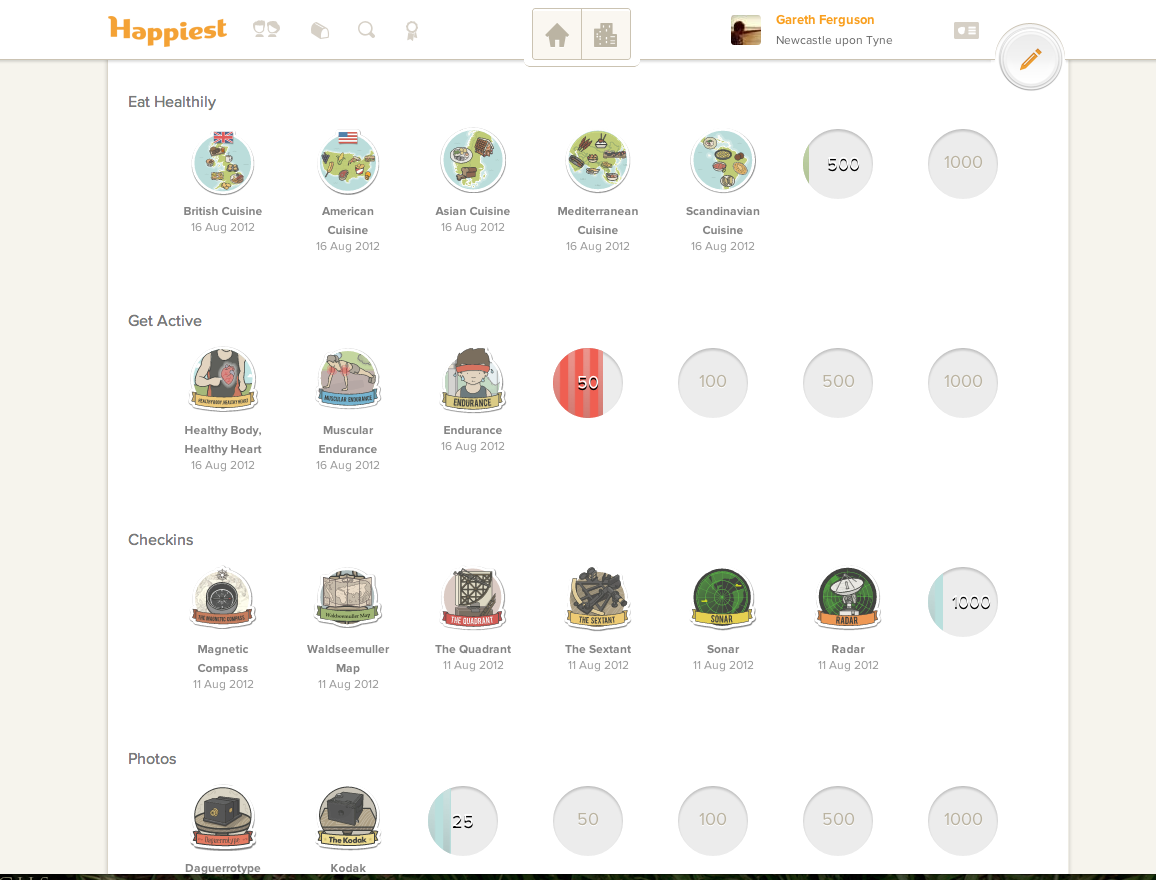 Happiest
Gareth Ferguson
Newcastle upon Tyne
Eat Healthily
500
1000
British Cuisine
16 Aug 2012
American
Cuisine
16 Aug 2012
Asian Cuisine
16 Aug 2012
Mediterranean
Cuisine
16 Aug 2012
Scandinavian
Cuisine
16 Aug 2012
Get Active
HEALTHY BODY, HEALTHY HEART
MUSCULAR ENDURANCE
ENDURANCE
50
100
500
1000
Healthy Body,
Healthy Heart
16 Aug 2012
Muscular
Endurance
16 Aug 2012
Endurance
16 Aug 2012
Checkins
THE MAGNETIC COMPASS
Waldseemuller Map
THE QUADRANT
THE SEXTANT
SONAR
RADAR
1000
Magnetic
Compass
11 Aug 2012
Waldseemuller
Map
11 Aug 2012
The Quadrant
11 Aug 2012
The Sextant
11 Aug 2012
Sonar
11 Aug 2012
Radar
11 Aug 2012
Photos
Daguerrotype
The Kodak
25
50
100
500
1000
Daguerrotype
Kodak